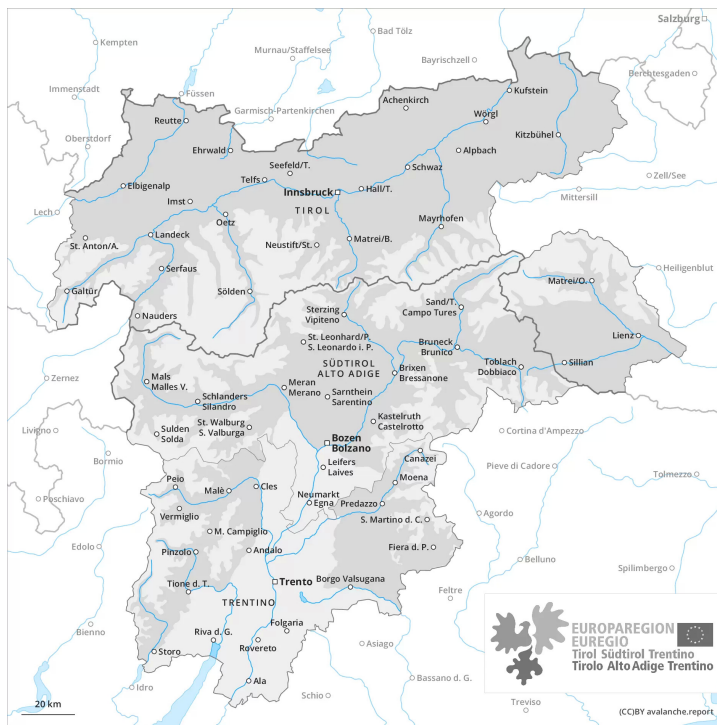 Salzburg
Kempten
Bad Tölz
Murnau/Staffelsee
Bayrischzell
Berchtesgaden
Immenstadt
Füssen
Kufstein
Achenkirch
Garmisch-Partenkirchen
Reutte
Wörgl
Oberstdorf
Kitzbühel
Ehrwald
Alpbach
Seefeld/T.
Schwaz
Zell/See
Telfs
Elbigenalp
Innsbruck
Hall/T.
Mittersill
Imst
TIROL
Lech
Oetz
Mayrhofen
Landeck
St. Anton/A.
Neustift/St.
Matrei/B.
Serfaus
Heiligenblut
Matrei/O.
Galtür
Sölden
Sand/T.
Campo Tures
Nauders
Sterzing
Vipiteno
Lienz
St. Leonhard/P.
S. Leonardo i. P.
Bruneck
Brunico
Toblach
Dobbiaco
Sillian
SÜDTIROL
ALTO ADIGE
Brixen
Bressanone
Zernez
Mals
Malles V.
Meran
Merano
Schlanders
Silandro
Sarnthein
Sarentino
Livigno
Sulden
Solda
St. Walburg
S. Valburga
Kastelruth
Castelrotto
Cortina d'Ampezzo
Bozen
Bolzano
Bormio
Canazei
Pieve di Cadore
Leifers
Laives
Tolmezzo
Peio
Malè
Cles
Moena
Poschiavo
Neumarkt
Egna
Predazzo
Vermiglio
Agordo
S. Martino d. C.
M. Campiglio
Edolo
Pinzolo
Andalo
Fiera d. P.
Belluno
Spilimbergo
Tione d. T.
Trento
Borgo Valsugana
Feltre
TRENTINO
Folgaria
Bienno
Riva d. G.
Rovereto
Asiago
Storo
Ala
Bassano d. G.
Idro
Schio
Treviso
EUROPAREGION
EUREGIO
Tirol Südtirol Trentino
Tirolo Alto Adige Trentino
20 km
(CC)BY avalanche.report